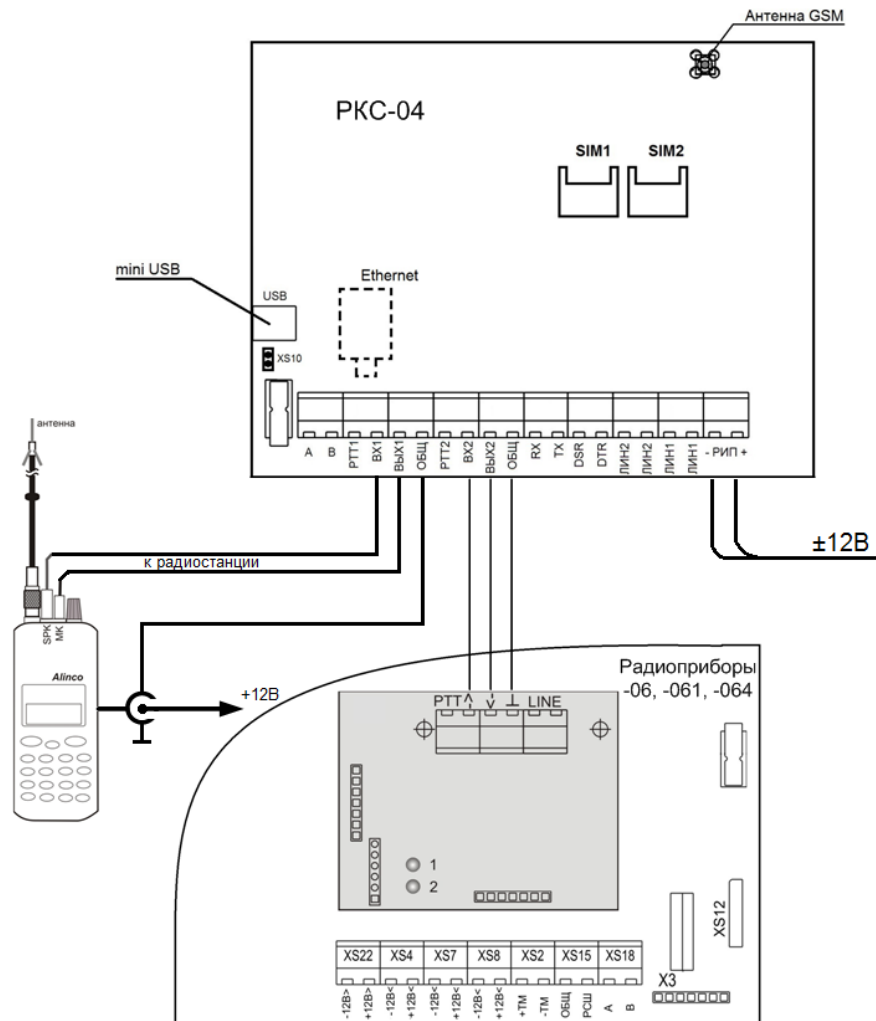 Антенна GSM
РКС-04
SIM1 SIM2
mini USB
Ethernet
USB
XS10
антенна
A B PTT1 ВХ1 ВЫХ1 ОБЩ PTT2 ВХ2 ВЫХ2 ОБЩ RX TX DSR DTR ЛИН2 ЛИН2 ЛИН1 ЛИН1 - РИП +
±12В
к радиостанции
SPK MK
Alinco
+12В
Радиоприборы
-06, -061, -064
PTT LINE
1
2
XS12
XS22 XS4 XS7 XS8 XS2 XS15 XS18
X3
-12В> +12В> -12В< +12В< -12В< +12В< -12В< +12В< +ТМ -ТМ ОБЩ РСШ A B